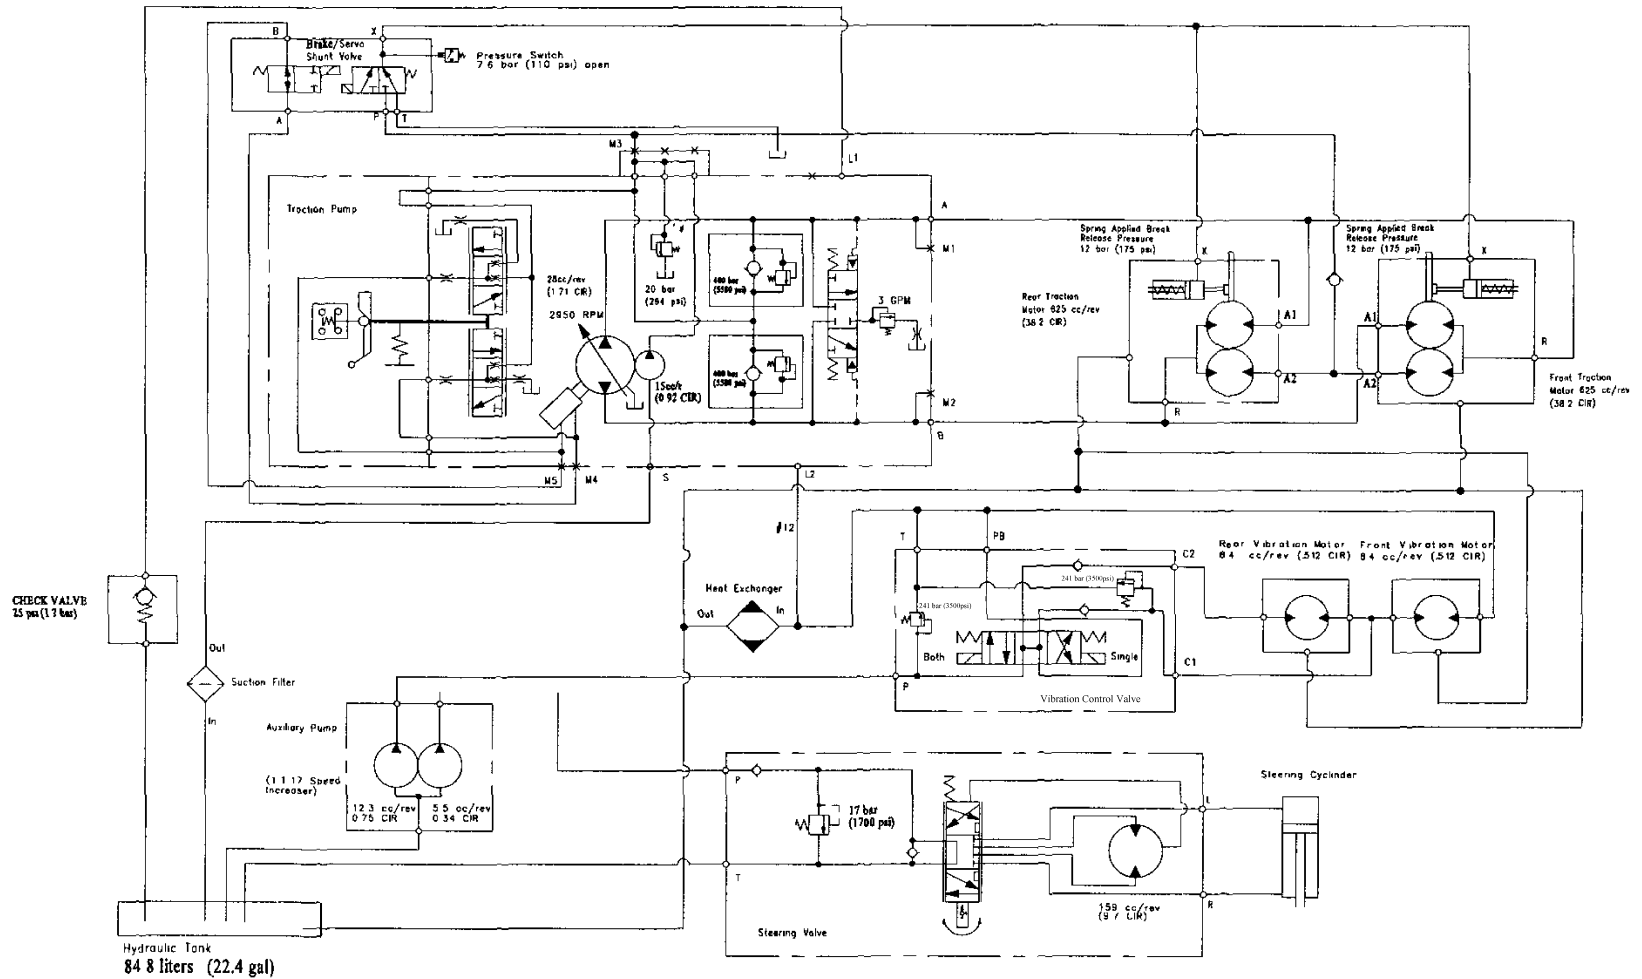 B
X
Brake/Servo
Shunt Valve
Pressure Switch
7.6 bar (110 psi) open
A
P
T
M3
L1
Traction Pump
A
M1
20 bar
(294 psi)
400 bar
(5500 psi)
28cc/rev
(1.71 CIR)
2950 RPM
3 GPM
400 bar
(5500 psi)
15cc/r
(0.92 CIR)
M2
B
M5
M4
S
L2
Spring Applied Break
Release Pressure
12 bar (175 psi)
X
Spring Applied Break
Release Pressure
12 bar (175 psi)
X
Rear Traction
Motor 625 cc/rev
(38.2 CIR)
A1
A1
R
A2
A2
R
Front Traction
Motor 625 cc/rev
(38.2 CIR)
#12
T
PB
C2
Rear Vibration Motor
8.4 cc/rev (.512 CIR)
Front Vibration Motor
8.4 cc/rev (.512 CIR)
241 bar (3500psi)
241 bar (3500psi)
Heat Exchanger
Out
In
Both
Single
C1
P
Vibration Control Valve
CHECK VALVE
25 psi (1.7 bar)
Out
Suction Filter
In
Auxiliary Pump
(1:1.17 Speed
Increaser)
12.3 cc/rev
0.75 CIR
5.5 cc/rev
0.34 CIR
P
17 bar
(1700 psi)
Steering Cyclinder
L
T
R
159 cc/rev
(9.7 CIR)
Steering Valve
Hydraulic Tank
84.8 liters (22.4 gal)